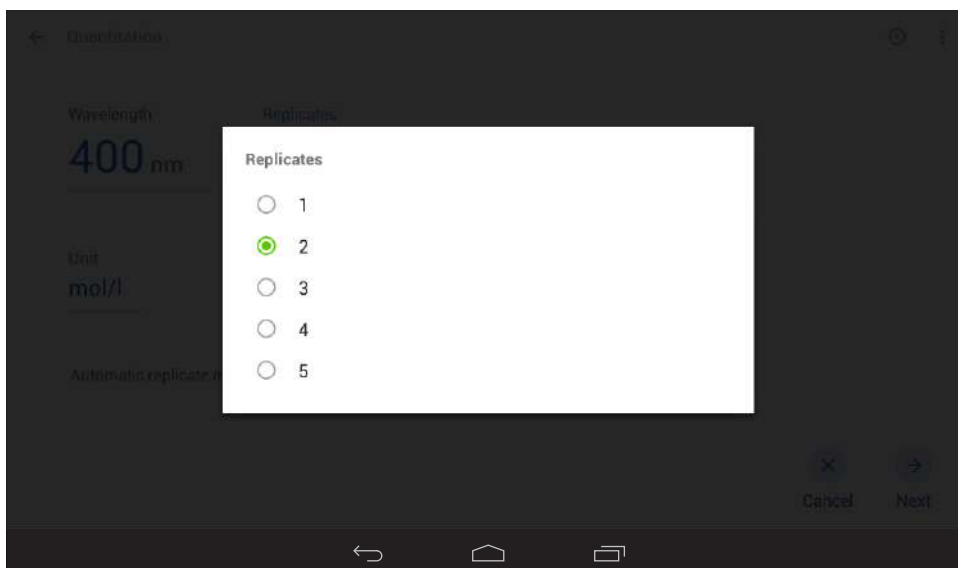 Quantitation
Wavelength
Replicates
400 nm
Replicates
1
2
3
4
5
Unit
mol/l
Automatic replicate
Cancel
Next